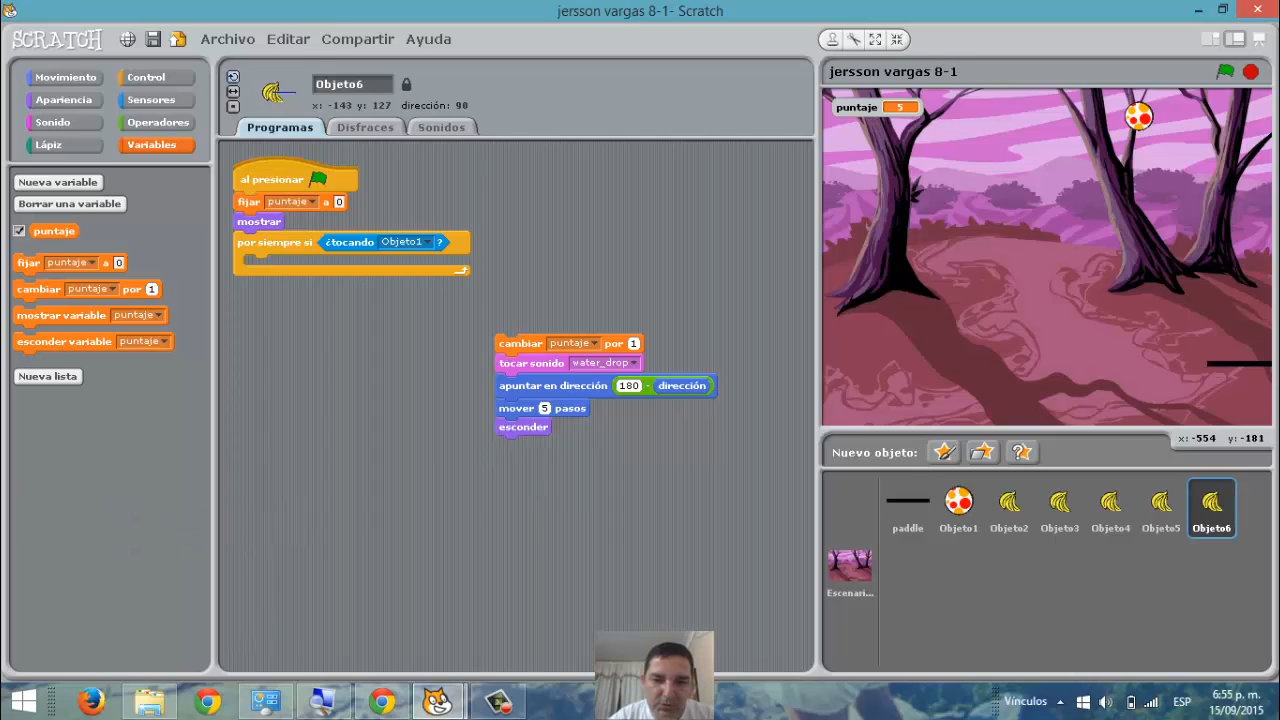 jersson vargas 8-1- Scratch
SCRATCH Archivo Editar Compartir Ayuda
Movimiento Control
Apariencia Sensores
Sonido Operadores
Lápiz Variables
Nueva variable
Borrar una variable
puntaje
fijar puntaje a 0
cambiar puntaje por 1
mostrar variable puntaje
esconder variable puntaje
Nueva lista
Objeto6
x: -143 y: 127 dirección: 90
Programas Disfraces Sonidos
al presionar
fijar puntaje a 0
mostrar
por siempre si ¿tocando Objeto1 ?
cambiar puntaje por 1
tocar sonido water_drop
apuntar en dirección 180 - dirección
mover 5 pasos
esconder
jersson vargas 8-1
puntaje 5
x: -554 y: -181
Nuevo objeto:
paddle Objeto1 Objeto2 Objeto3 Objeto4 Objeto5 Objeto6
Escenari...
Vínculos ESP 6:55 p. m.
15/09/2015